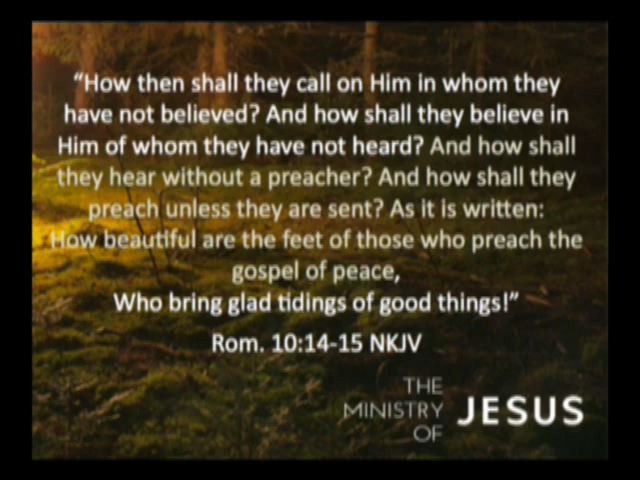 “How then shall they call on Him in whom they
have not believed? And how shall they believe in
Him of whom they have not heard? And how shall
they hear without a preacher? And how shall they
preach unless they are sent? As it is written:
How beautiful are the feet of those who preach the
gospel of peace,
Who bring glad tidings of good things!”
Rom. 10:14-15 NKJV
THE
MINISTRY
OF
JESUS